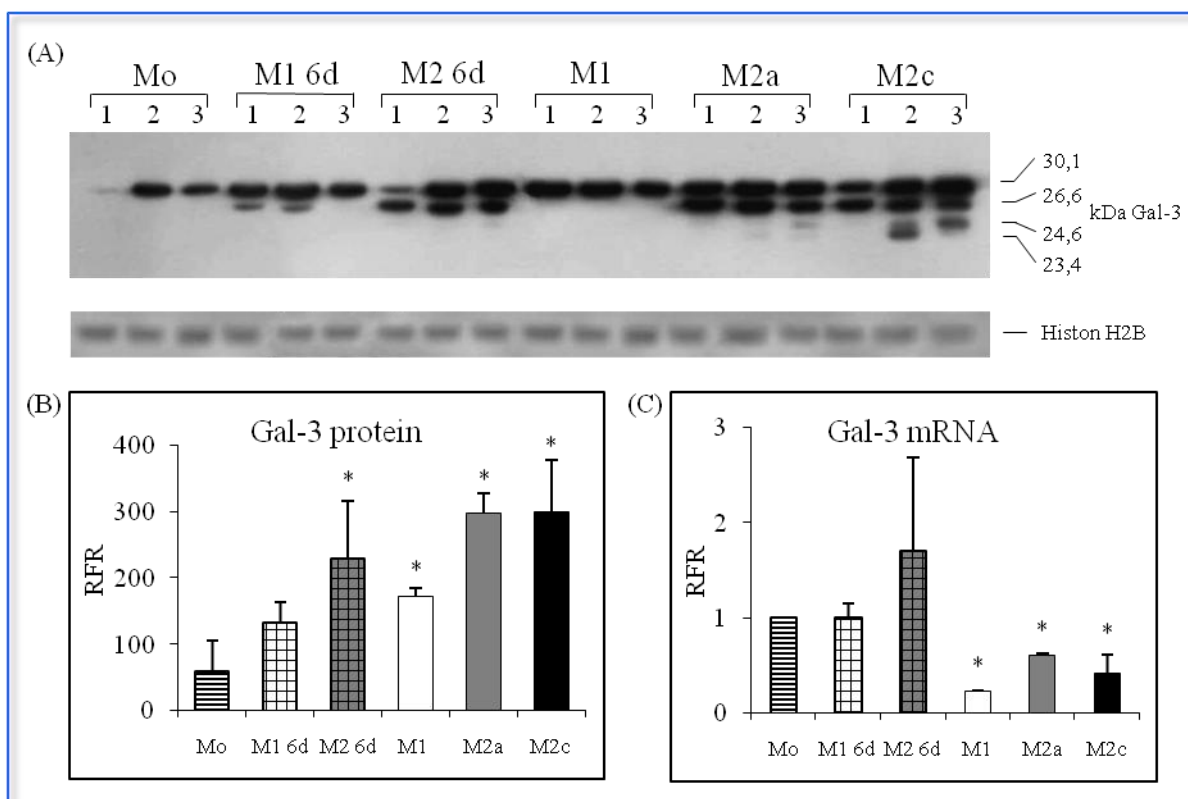 (A)
Mo M1 6d M2 6d M1 M2a M2c
1 2 3 1 2 3 1 2 3 1 2 3 1 2 3 1 2 3
30,1
26,6
kDa Gal-3
24,6
23,4
Histon H2B
(B)
Gal-3 protein
400
300
200
100
0
RFR
* * * *
Mo M1 6d M2 6d M1 M2a M2c
(C)
Gal-3 mRNA
3
2
1
0
RFR
* * *
Mo M1 6d M2 6d M1 M2a M2c